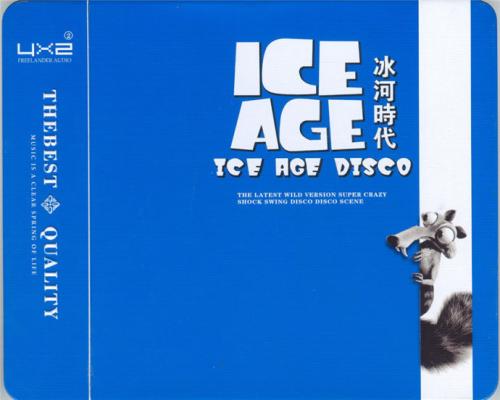 4X2
②
FREELANDER AUDIO
THEBEST QUALITY
MUSIC IS A CLEAR SPRING OF LIFE
ICE
AGE
冰河時代
ICE AGE DISCO
THE LATEST WILD VERSION SUPER CRAZY
SHOCK SWING DISCO DISCO SCENE